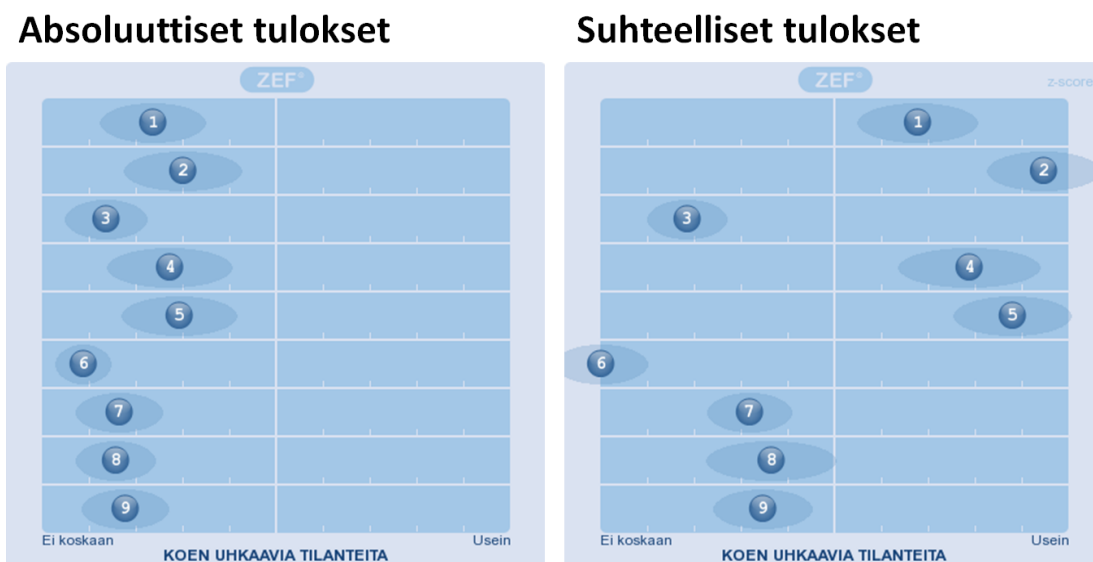 Absoluuttiset tulokset
ZEF®
1
2
3
4
5
6
7
8
9
Ei koskaan Usein
KOEN UHKAAVIA TILANTEITA
Suhteelliset tulokset
ZEF®
z-score
1
2
3
4
5
6
7
8
9
Ei koskaan Usein
KOEN UHKAAVIA TILANTEITA